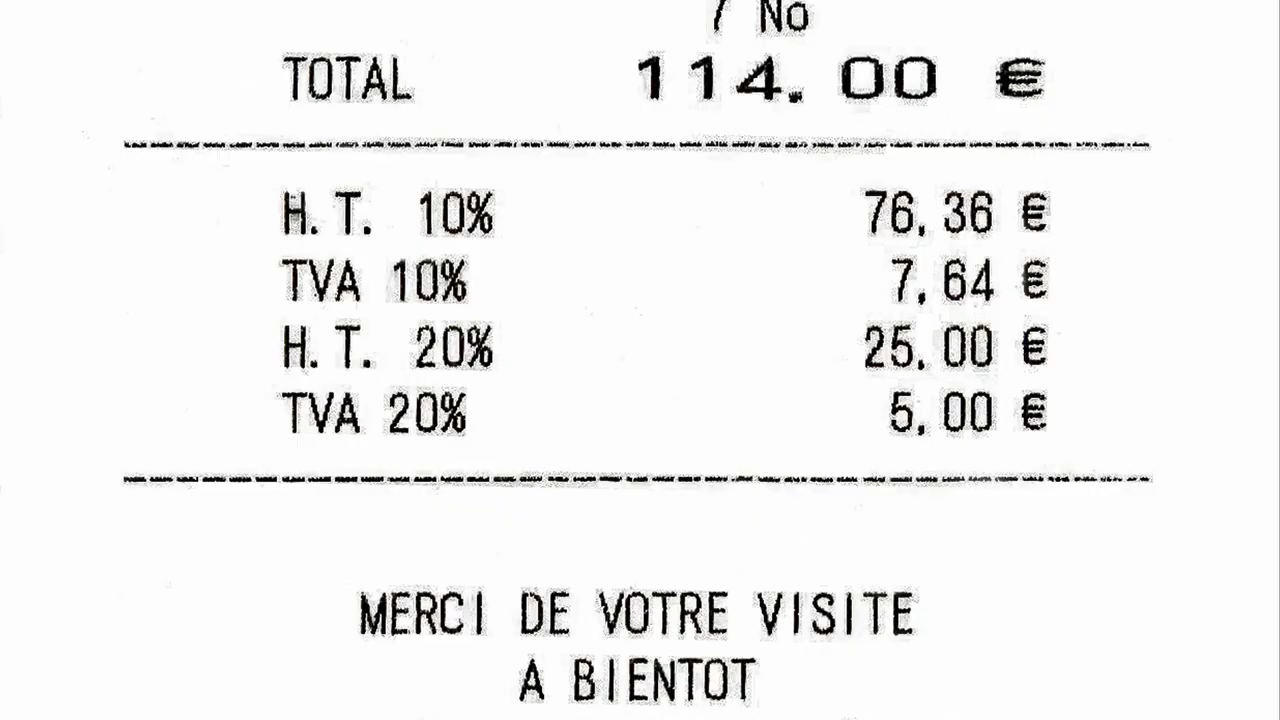 / No
TOTAL 114.00 €
H.T. 10% 76,36 €
TVA 10% 7,64 €
H.T. 20% 25,00 €
TVA 20% 5,00 €
MERCI DE VOTRE VISITE
A BIENTOT